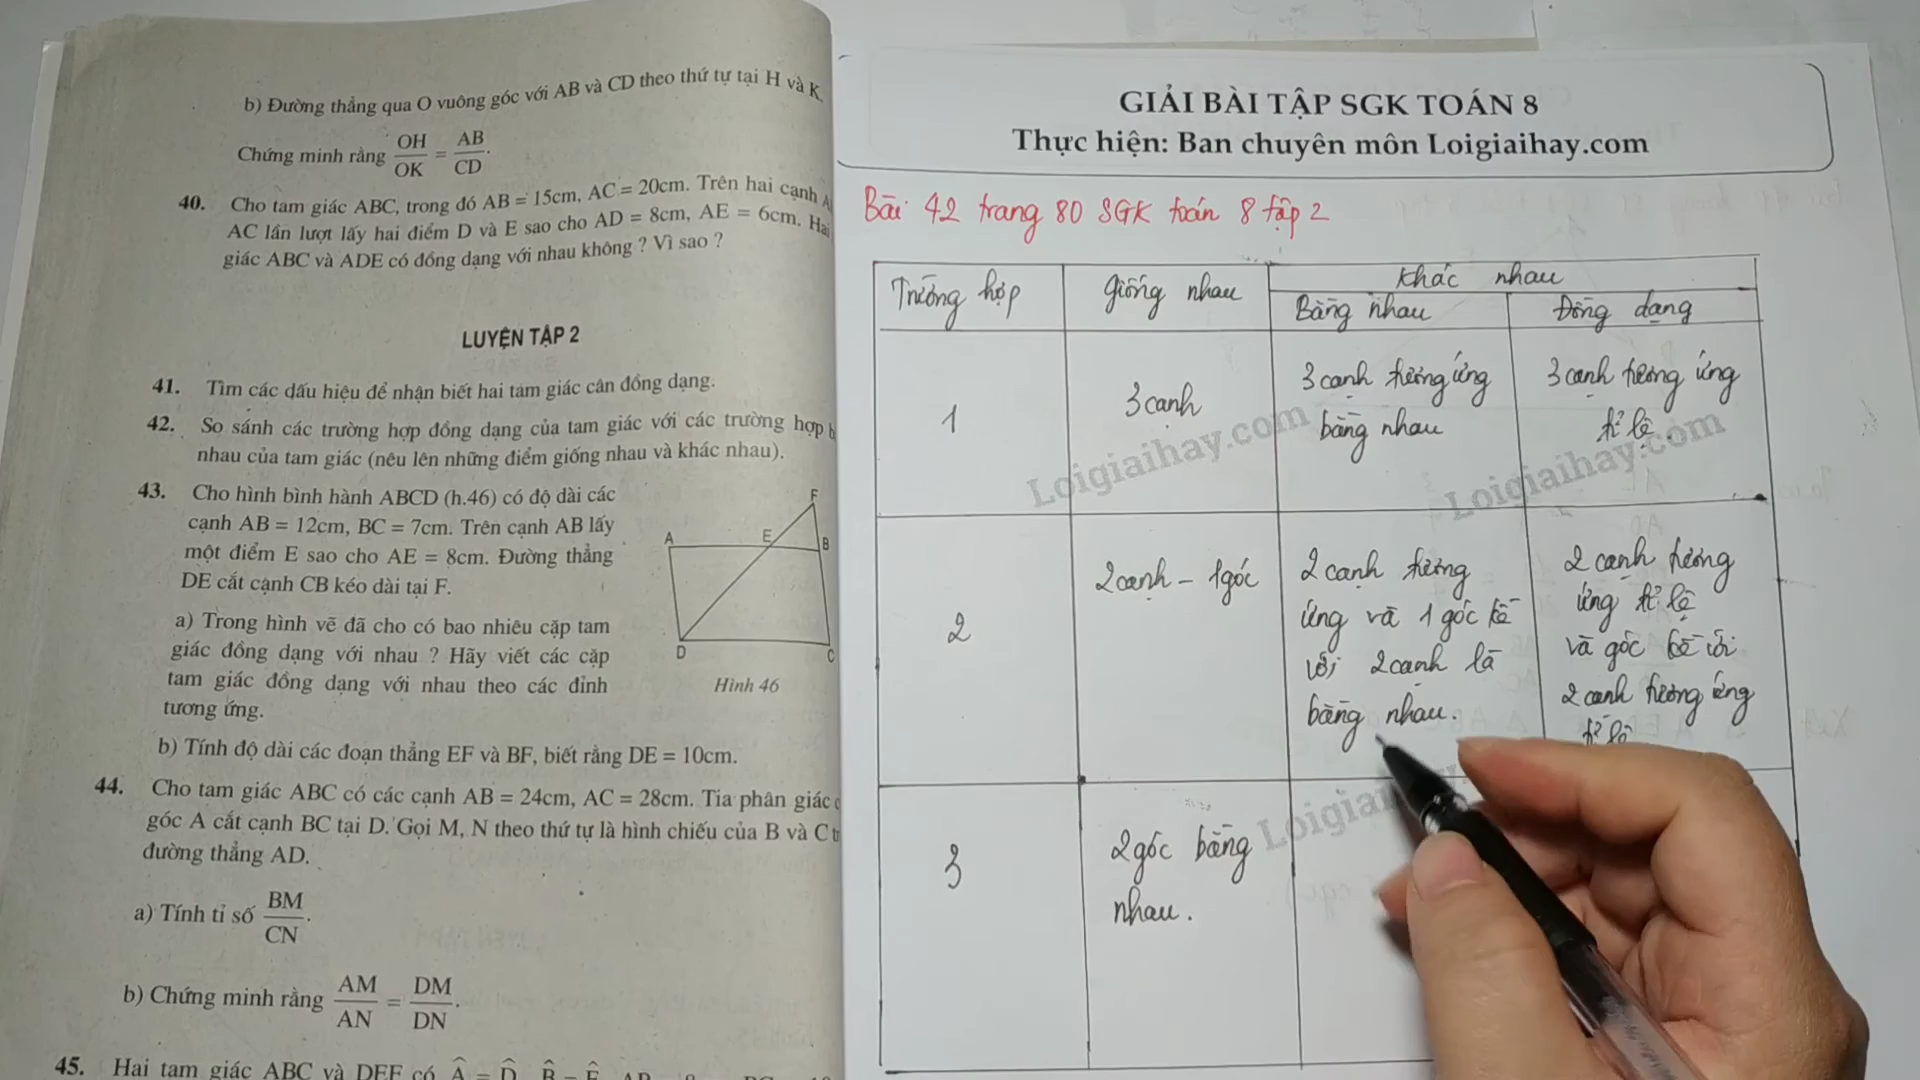 b) Đường thẳng qua O vuông góc với AB và CD theo thứ tự tại H và K.
Chứng minh rằng OH/OK = AB/CD.
40. Cho tam giác ABC, trong đó AB = 15cm, AC = 20cm. Trên hai cạnh
AC lần lượt lấy hai điểm D và E sao cho AD = 8cm, AE = 6cm. Hai
giác ABC và ADE có đồng dạng với nhau không ? Vì sao ?
LUYỆN TẬP 2
41. Tìm các dấu hiệu để nhận biết hai tam giác cân đồng dạng.
42. So sánh các trường hợp đồng dạng của tam giác với các trường hợp
nhau của tam giác (nêu lên những điểm giống nhau và khác nhau).
43. Cho hình bình hành ABCD (h.46) có độ dài các
cạnh AB = 12cm, BC = 7cm. Trên cạnh AB lấy
một điểm E sao cho AE = 8cm. Đường thẳng
DE cắt cạnh CB kéo dài tại F.
a) Trong hình vẽ đã cho có bao nhiêu cặp tam
giác đồng dạng với nhau ? Hãy viết các cặp
tam giác đồng dạng với nhau theo các đỉnh
tương ứng.
F
A E B
D C
Hình 46
b) Tính độ dài các đoạn thẳng EF và BF, biết rằng DE = 10cm.
44. Cho tam giác ABC có các cạnh AB = 24cm, AC = 28cm. Tia phân giác
góc A cắt cạnh BC tại D. Gọi M, N theo thứ tự là hình chiếu của B và C
đường thẳng AD.
a) Tính tỉ số BM/CN.
b) Chứng minh rằng AM/AN = DM/DN.
45. Hai tam giác ABC và DEF có Â = D̂, B̂ = Ê,
GIẢI BÀI TẬP SGK TOÁN 8
Thực hiện: Ban chuyên môn Loigiaihay.com
Bài 42 trang 80 SGK toán 8 tập 2
Trường hợp Giống nhau Khác nhau
Bằng nhau Đồng dạng
1
3 cạnh
3 cạnh tương ứng
bằng nhau
3 cạnh tương ứng
tỉ lệ.
Loigiaihay.com
Loigiaihay.com
2
2 cạnh - 1 góc
2 cạnh tương
ứng và 1 góc kề
với 2 cạnh là
bằng nhau.
2 cạnh tương
ứng tỉ lệ
và góc kề với
2 cạnh tương ứng
tỉ lệ
3
2 góc bằng
nhau.